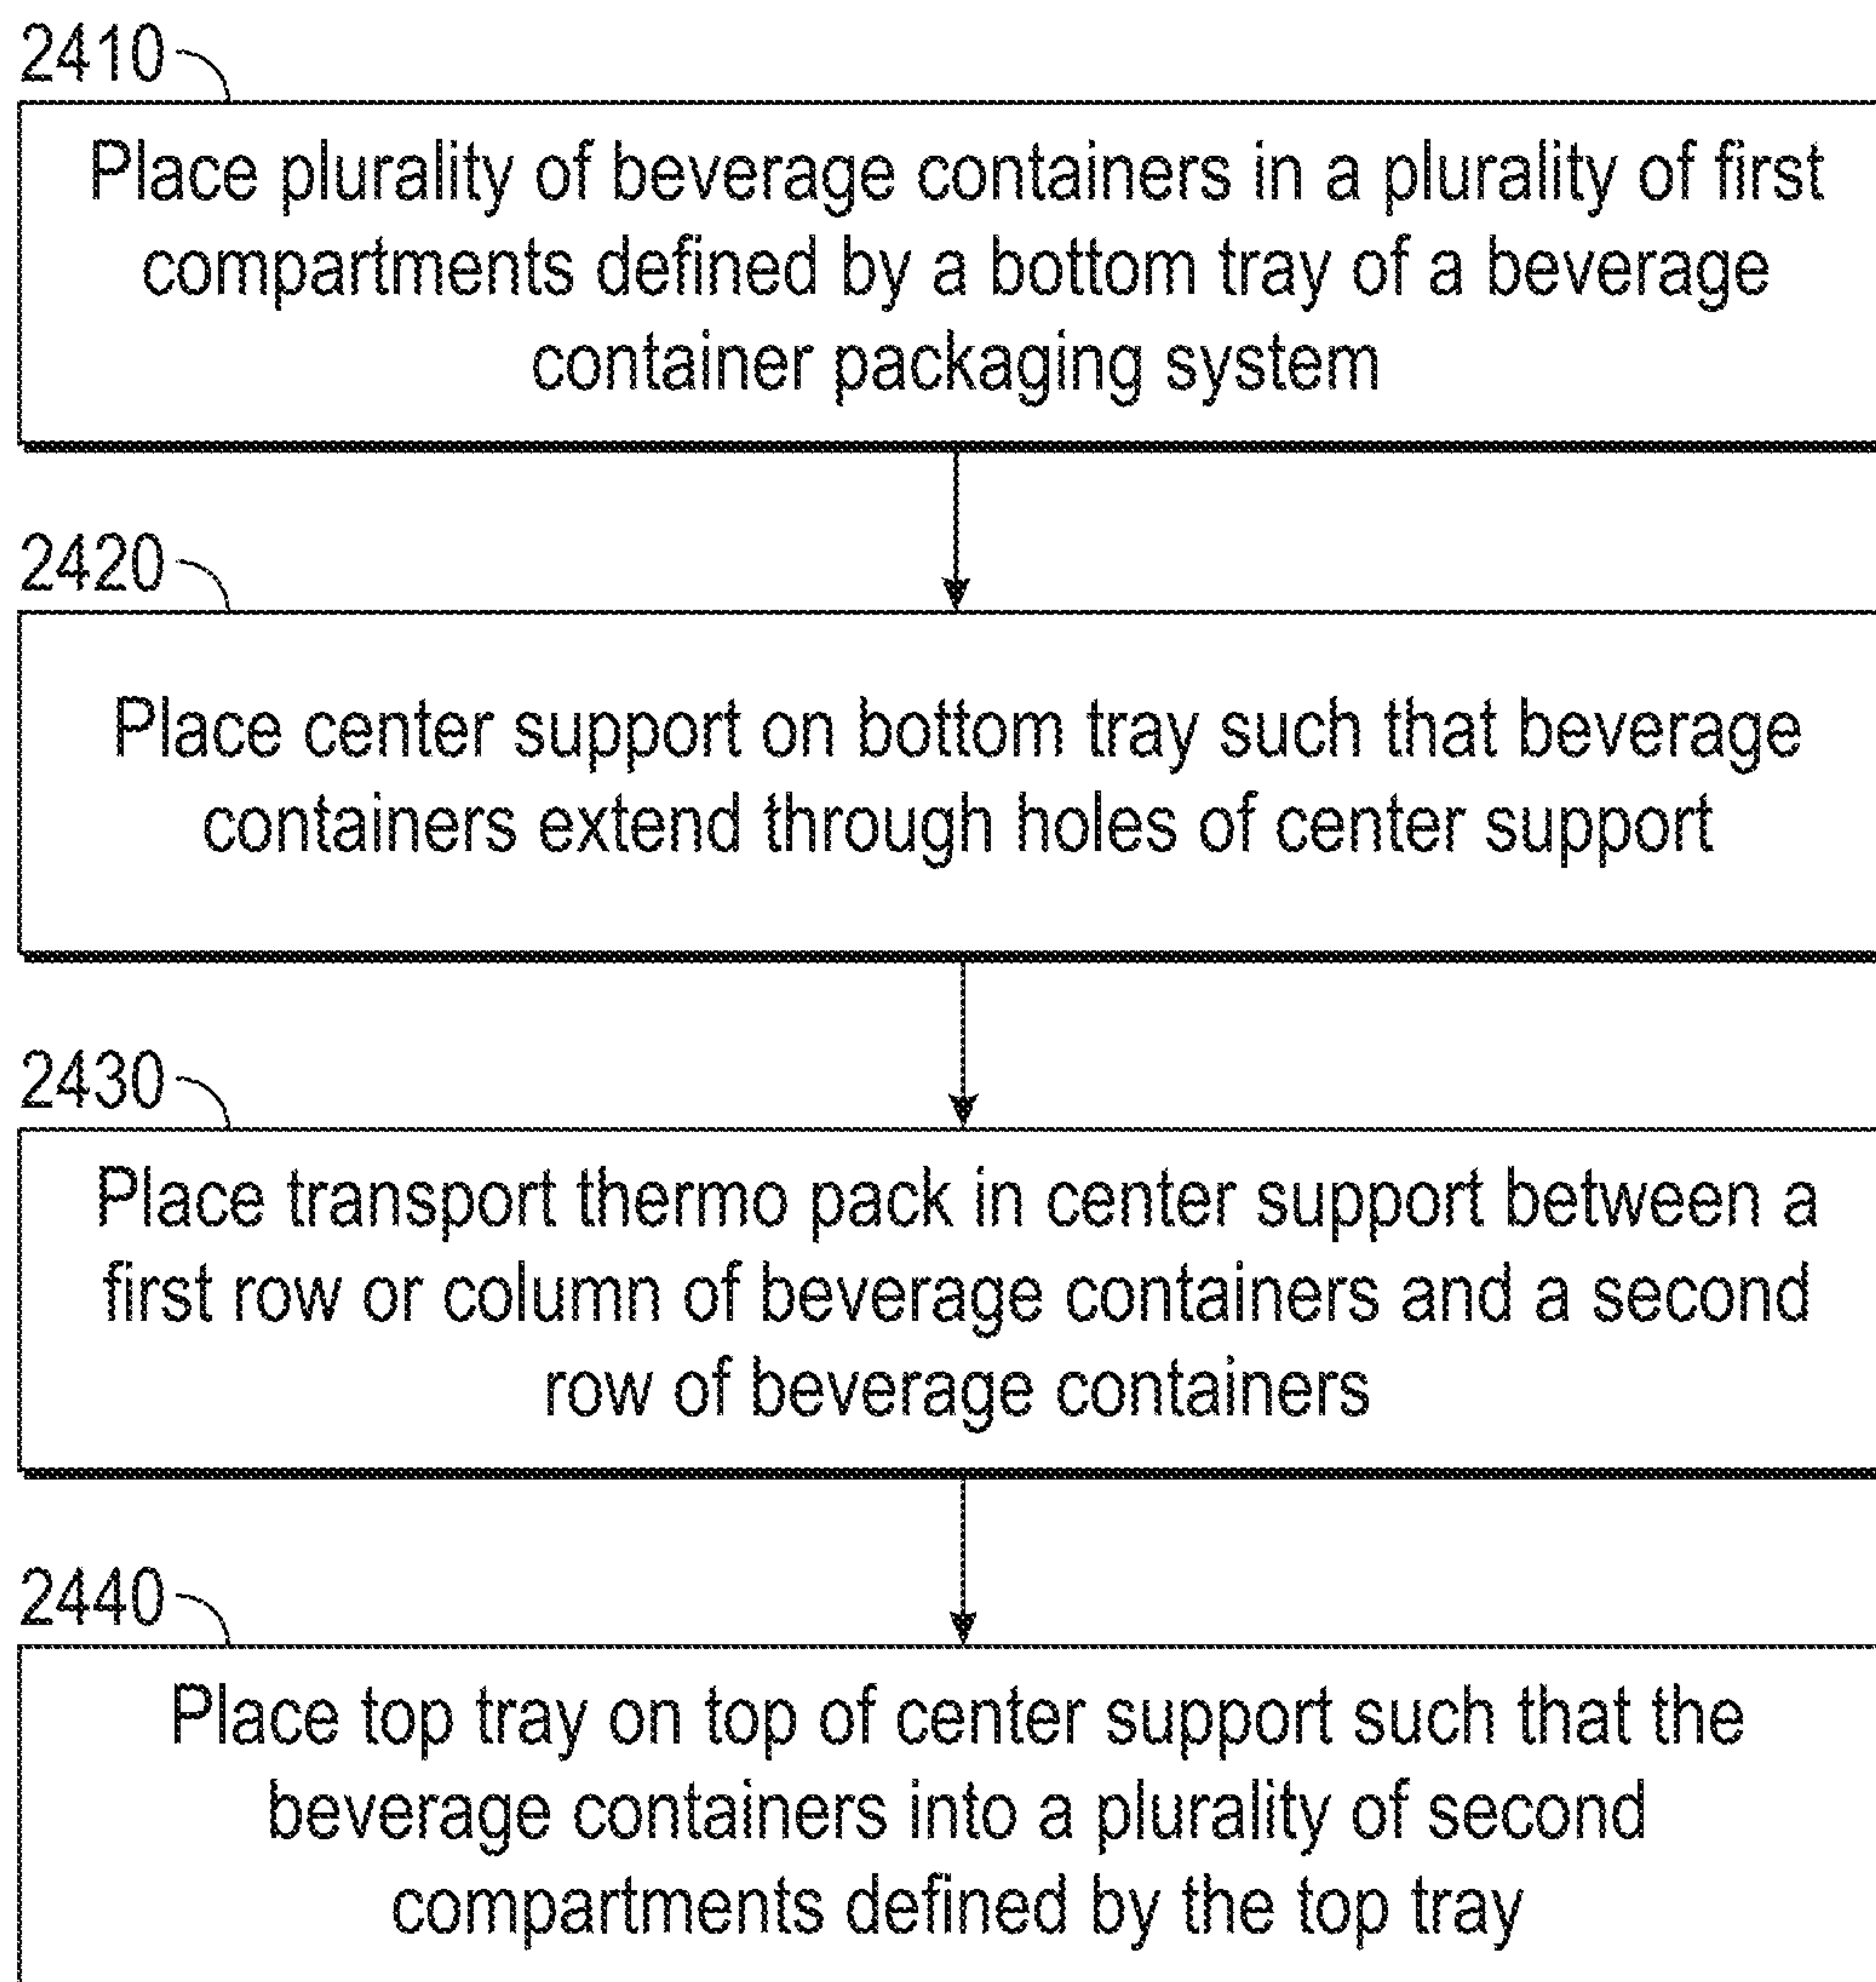 2410
Place plurality of beverage containers in a plurality of first
compartments defined by a bottom tray of a beverage
container packaging system
2420
Place center support on bottom tray such that beverage
containers extend through holes of center support
2430
Place transport thermo pack in center support between a
first row or column of beverage containers and a second
row of beverage containers
2440
Place top tray on top of center support such that the
beverage containers into a plurality of second
compartments defined by the top tray